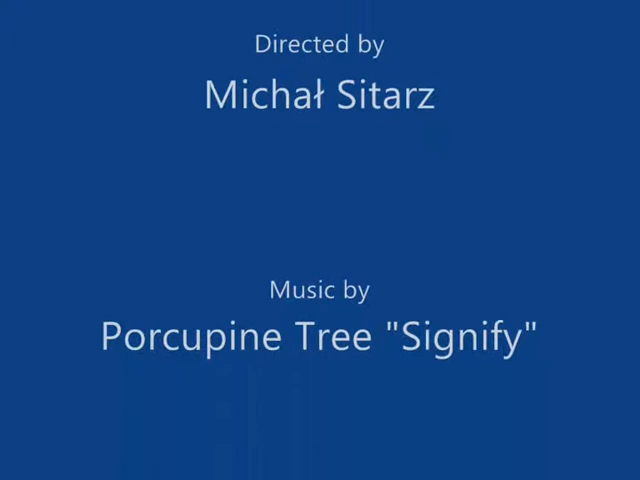 Directed by
Michał Sitarz
Music by
Porcupine Tree "Signify"